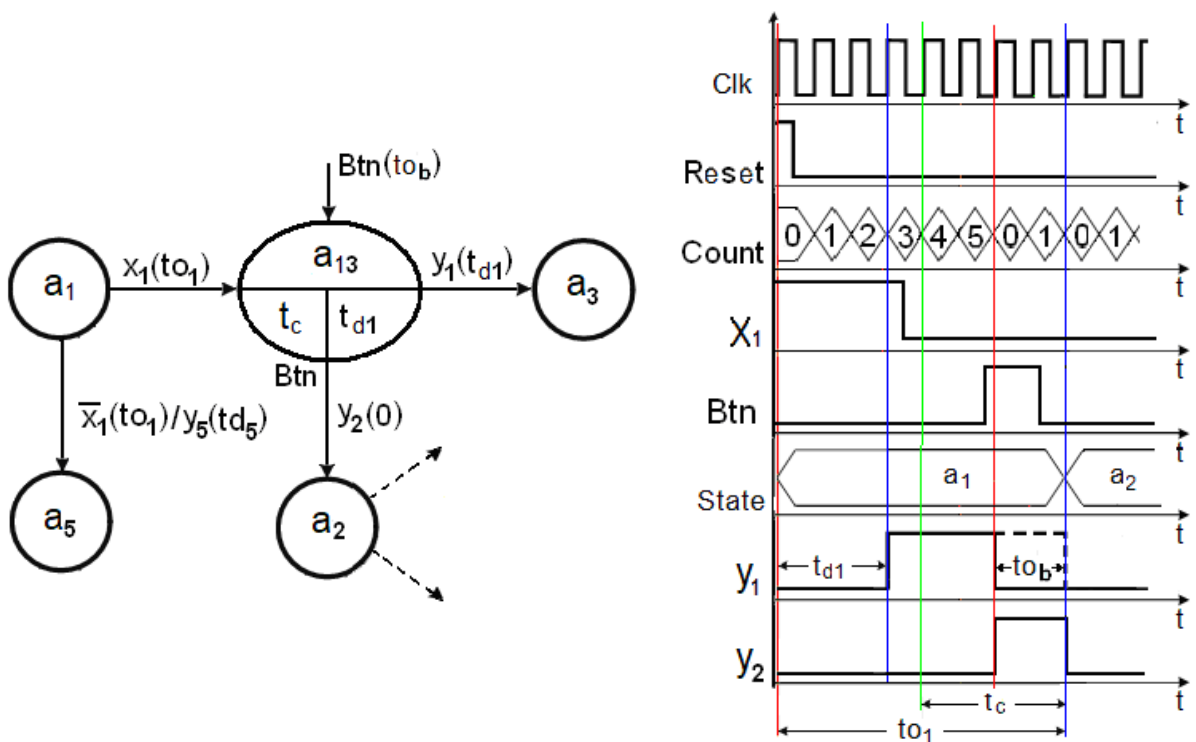 Btn(to_b)
a_13
a_1
x_1(to_1)
y_1(t_d1)
a_3
t_c
t_d1
Btn
x̅_1(to_1)/y_5(td_5)
y_2(0)
a_5
a_2
Clk
t
Reset
t
Count
0 1 2 3 4 5 0 1 0 1
t
X_1
t
Btn
t
State
a_1
a_2
t
y_1
t_d1
to_b
t
y_2
t
t_c
to_1